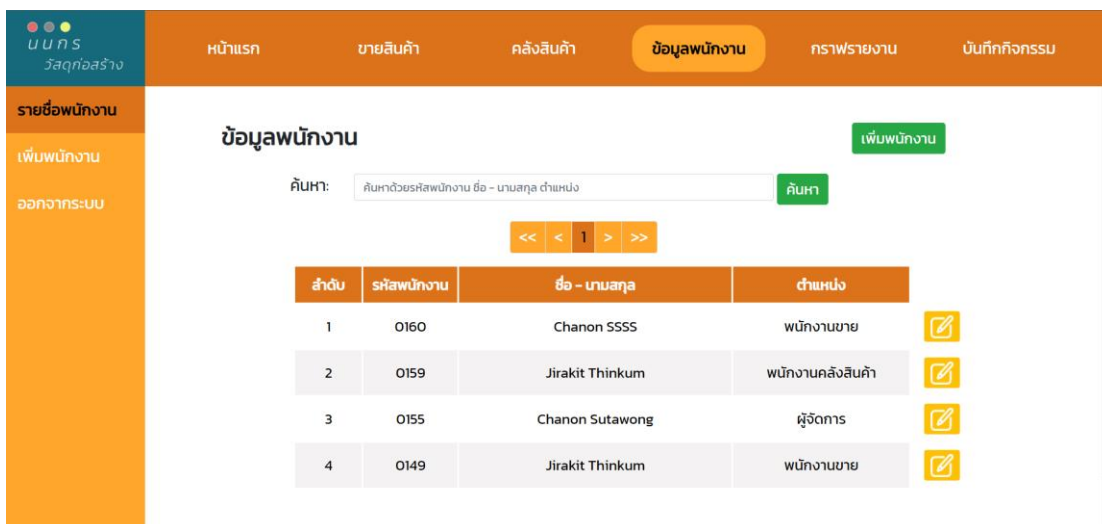 นนกร
วัสดุก่อสร้าง
หน้าแรก ขายสินค้า คลังสินค้า ข้อมูลพนักงาน กราฟรายงาน บันทึกกิจกรรม
รายชื่อพนักงาน
เพิ่มพนักงาน
ออกจากระบบ
ข้อมูลพนักงาน เพิ่มพนักงาน
ค้นหา: ค้นหาด้วยรหัสพนักงาน ชื่อ - นามสกุล ตำแหน่ง ค้นหา
<< < 1 > >>
ลำดับ รหัสพนักงาน ชื่อ - นามสกุล ตำแหน่ง
1 0160 Chanon SSSS พนักงานขาย
2 0159 Jirakit Thinkum พนักงานคลังสินค้า
3 0155 Chanon Sutawong ผู้จัดการ
4 0149 Jirakit Thinkum พนักงานขาย